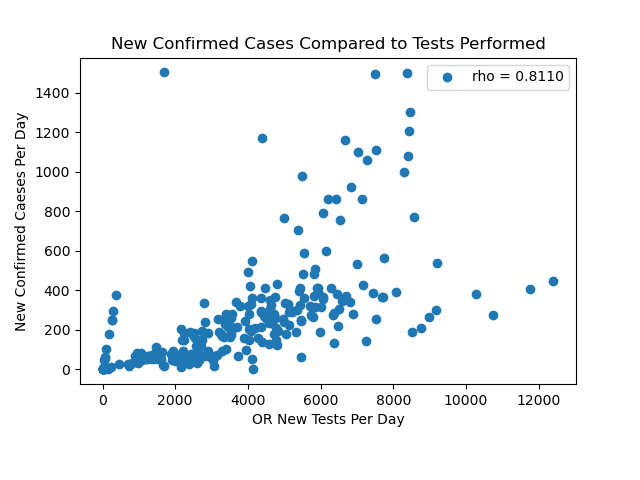 New Confirmed Cases Compared to Tests Performed
rho = 0.8110
New Confirmed Caeses Per Day
1400
1200
1000
800
600
400
200
0
0 2000 4000 6000 8000 10000 12000
OR New Tests Per Day